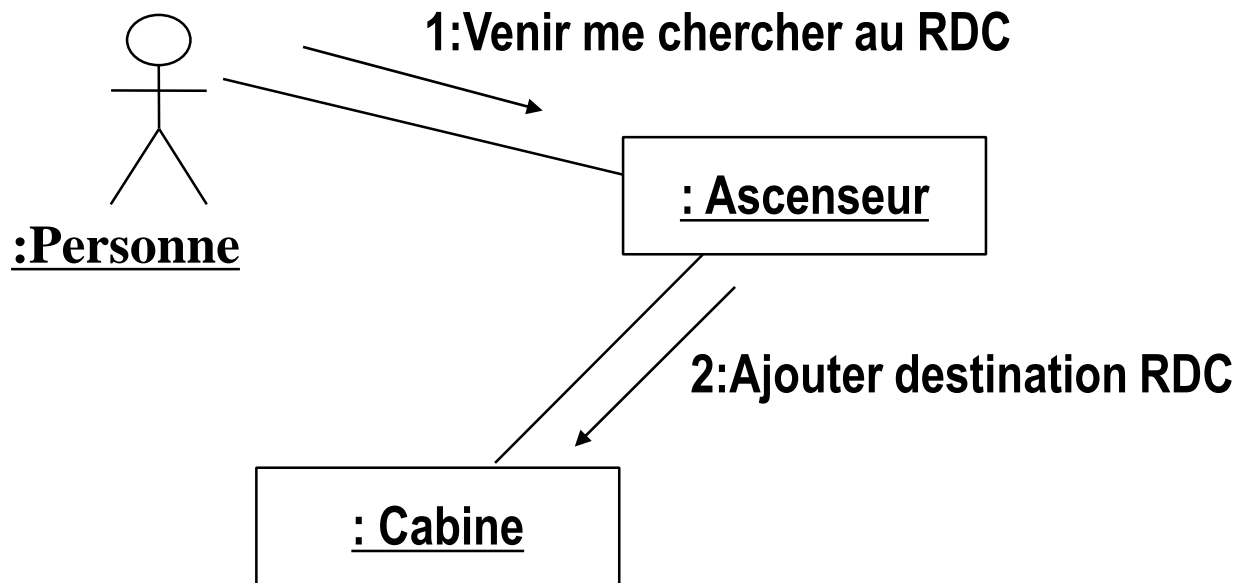 1:Venir me chercher au RDC
: Ascenseur
:Personne
2:Ajouter destination RDC
: Cabine